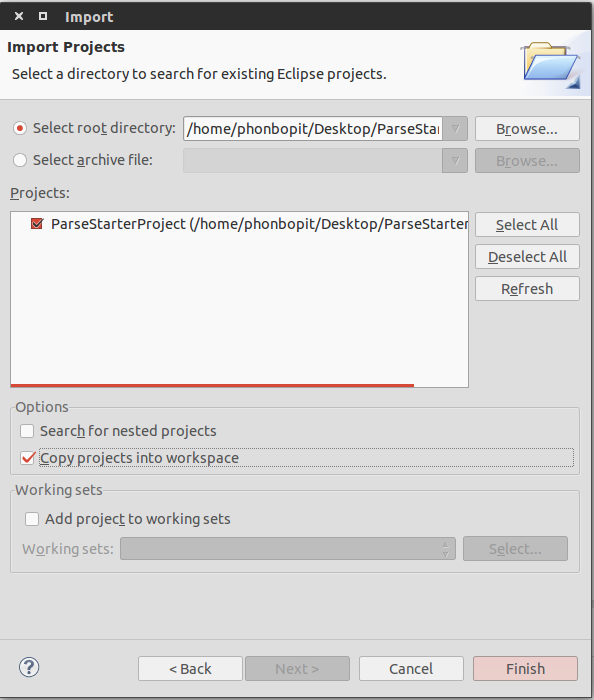 Import
Import Projects
Select a directory to search for existing Eclipse projects.
Select root directory: /home/phonbopit/Desktop/ParseStar Browse...
Select archive file: Browse...
Projects:
ParseStarterProject (/home/phonbopit/Desktop/ParseStarter
Select All
Deselect All
Refresh
Options
Search for nested projects
Copy projects into workspace
Working sets
Add project to working sets
Working sets: Select...
? < Back Next > Cancel Finish